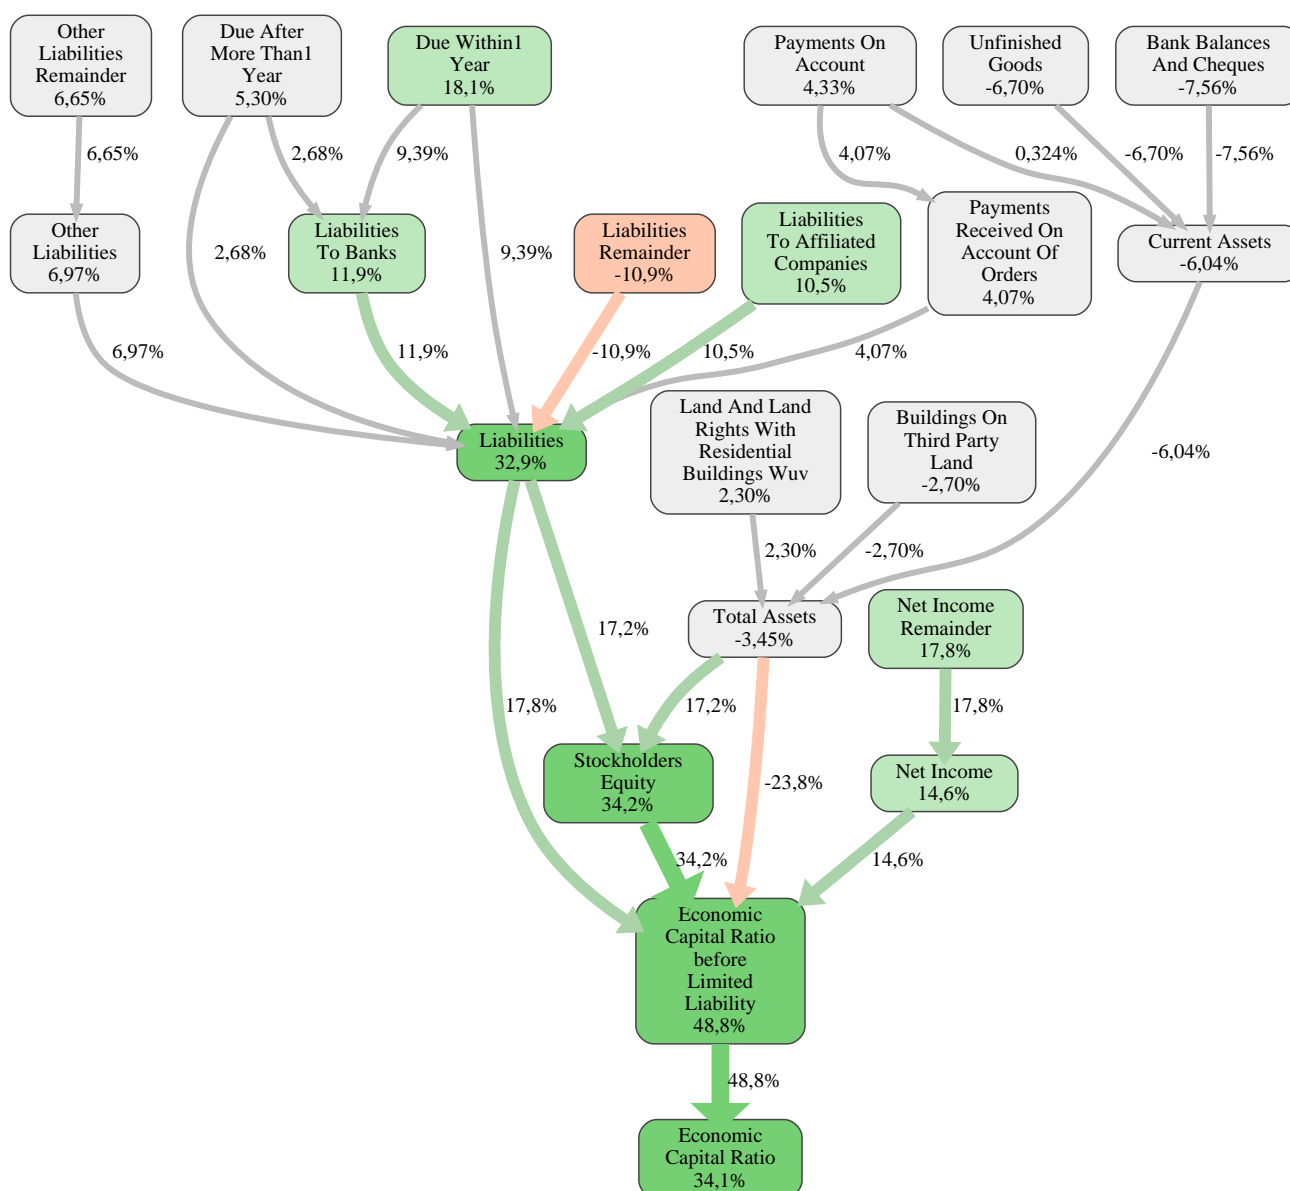 Other
Liabilities
Remainder
6,65%
Due After
More Than1
Year
5,30%
Due Within1
Year
18,1%
Payments On
Account
4,33%
Unfinished
Goods
-6,70%
Bank Balances
And Cheques
-7,56%
6,65%
2,68%
9,39%
4,07%
0,324%
-6,70%
-7,56%
Other
Liabilities
6,97%
2,68%
Liabilities
To Banks
11,9%
9,39%
Liabilities
Remainder
-10,9%
Liabilities
To Affiliated
Companies
10,5%
Payments
Received On
Account Of
Orders
4,07%
Current Assets
-6,04%
6,97%
11,9%
-10,9%
10,5%
4,07%
Liabilities
32,9%
Land And Land
Rights With
Residential
Buildings Wuv
2,30%
Buildings On
Third Party
Land
-2,70%
-6,04%
2,30%
-2,70%
17,2%
Total Assets
-3,45%
Net Income
Remainder
17,8%
17,8%
17,2%
17,8%
Stockholders
Equity
34,2%
-23,8%
Net Income
14,6%
34,2%
14,6%
Economic
Capital Ratio
before
Limited
Liability
48,8%
48,8%
Economic
Capital Ratio
34,1%